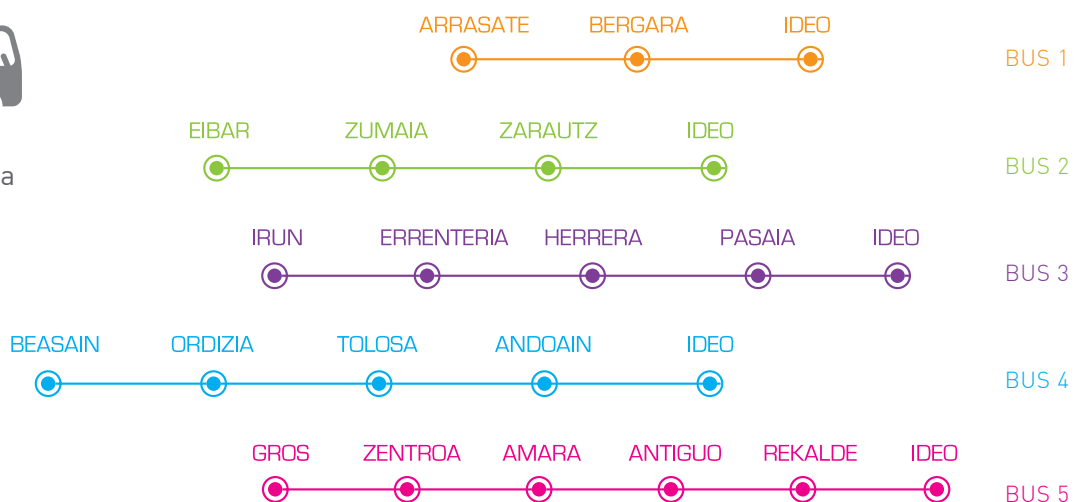 ARRASATE BERGARA IDEO
BUS 1
EIBAR ZUMAIA ZARAUTZ IDEO
BUS 2
a
IRUN ERRENTERIA HERRERA PASAIA IDEO
BUS 3
BEASAIN ORDIZIA TOLOSA ANDOAIN IDEO
BUS 4
GROS ZENTROA AMARA ANTIGUO REKALDE IDEO
BUS 5